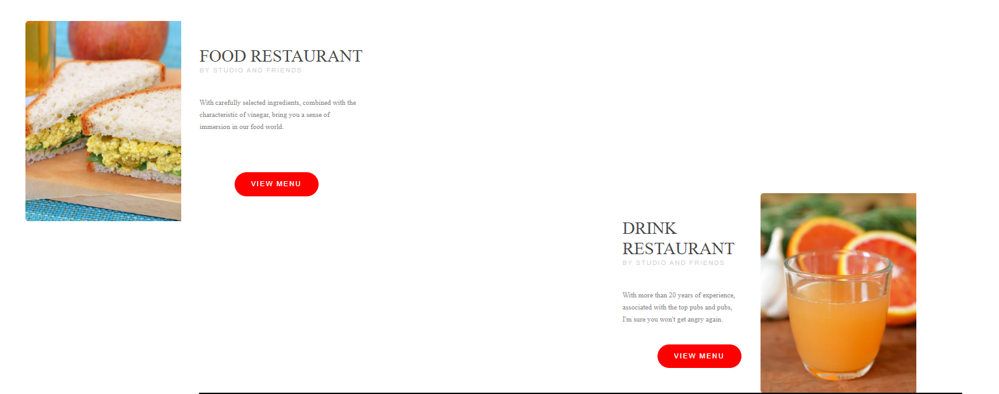 FOOD RESTAURANT
BY STUDIO AND FRIENDS
With carefully selected ingredients, combined with the
characteristic of vinegar, bring you a sense of
immersion in our food world.
VIEW MENU
DRINK
RESTAURANT
BY STUDIO AND FRIENDS
With more than 20 years of experience,
associated with the top pubs and pubs,
I'm sure you won't get angry again.
VIEW MENU